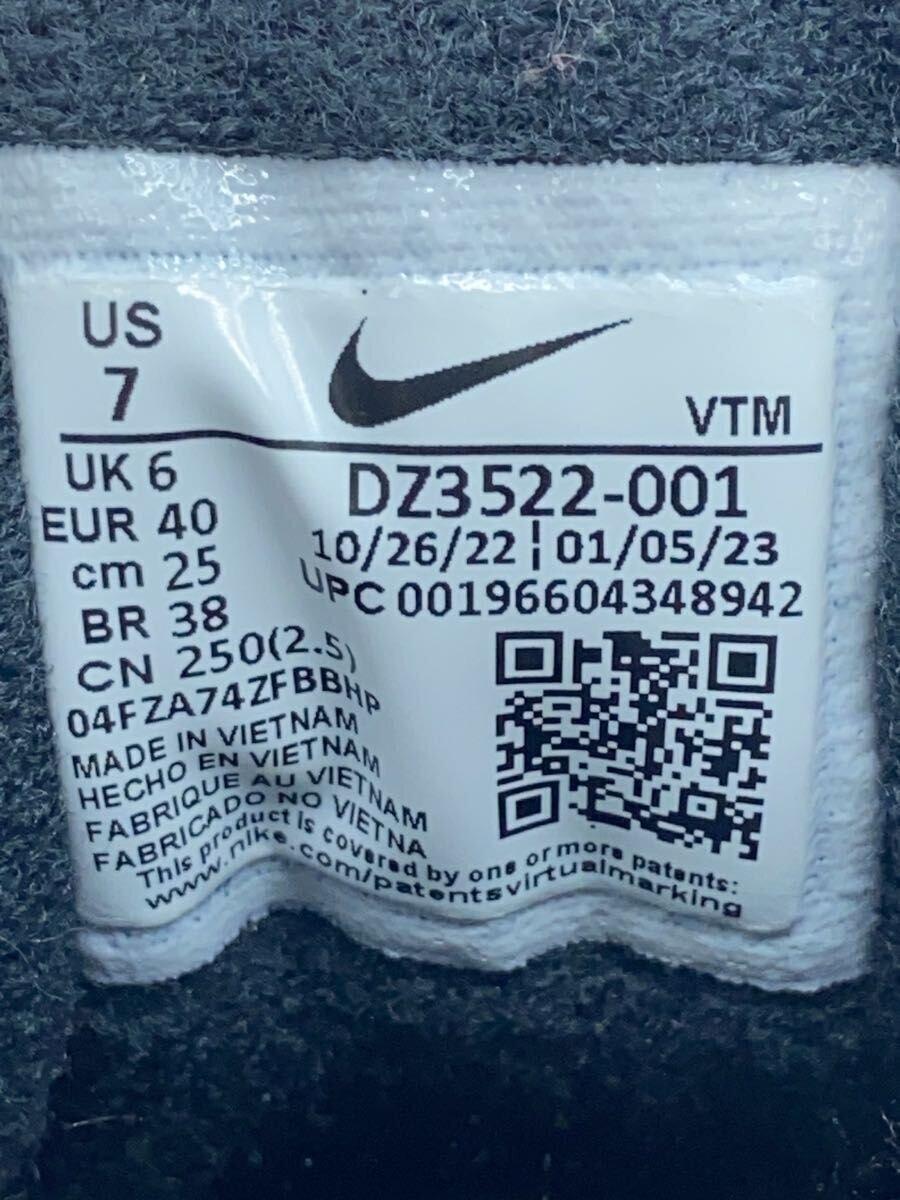 US
7
VTM
UK 6
EUR 40
cm 25
BR 38
CN 250(2.5)
DZ3522-001
10/26/22 ¦ 01/05/23
UPC 00196604348942
04FZA74ZFBBHP
MADE IN VIETNAM
HECHO EN VIETNAM
FABRIQUE AU VIETNAM
FABRICADO NO VIETNA
This product is covered by one or more patents:
www.nike.com/patentsvirtualmarking